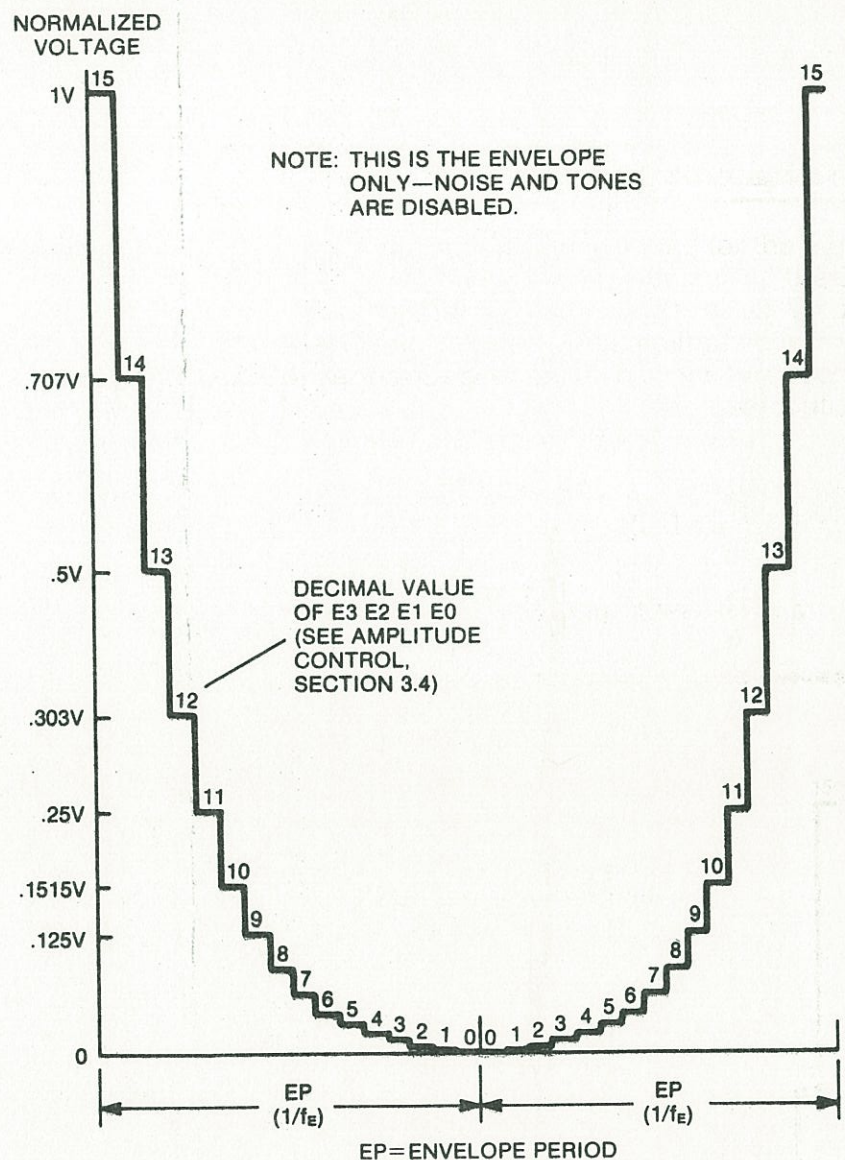 NORMALIZED
VOLTAGE
15
15
1V
NOTE: THIS IS THE ENVELOPE
ONLY—NOISE AND TONES
ARE DISABLED.
14
14
.707V
13
13
.5V
DECIMAL VALUE
OF E3 E2 E1 E0
(SEE AMPLITUDE
CONTROL,
SECTION 3.4)
12
12
.303V
11
11
.25V
10
10
.1515V
9
9
.125V
8
8
7
7
6
6
5
5
4
4
3
3
2
2
1
1
0
0
0
EP
(1/fE)
EP
(1/fE)
EP=ENVELOPE PERIOD